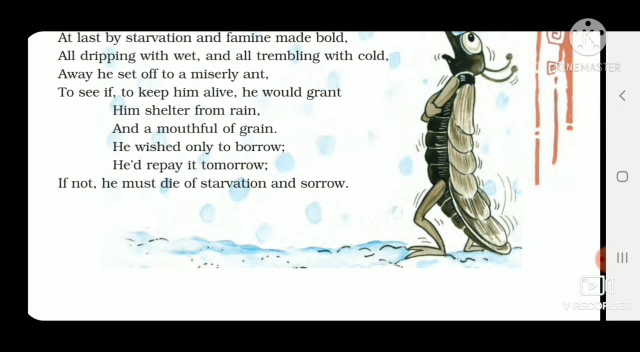 At last by starvation and famine made bold,
All dripping with wet, and all trembling with cold,
Away he set off to a miserly ant,
To see if, to keep him alive, he would grant
Him shelter from rain,
And a mouthful of grain.
He wished only to borrow;
He'd repay it tomorrow;
If not, he must die of starvation and sorrow.
KINEMASTER
V RECORDER